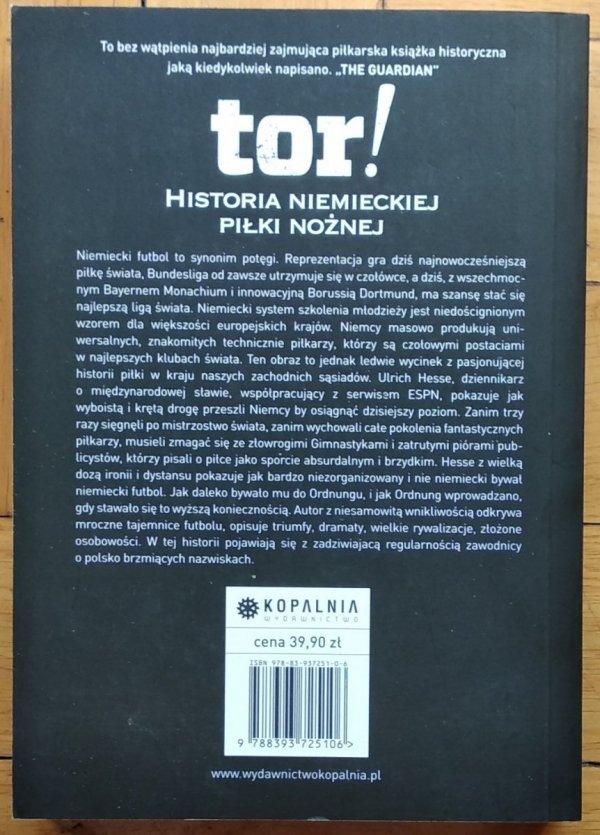 To bez wątpienia najbardziej zajmująca piłkarska książka historyczna
jaką kiedykolwiek napisano. „THE GUARDIAN"
tor!
HISTORIA NIEMIECKIEJ
PIŁKI NOŻNEJ
Niemiecki futbol to synonim potęgi. Reprezentacja gra dziś najnowocześniejszą
piłkę świata, Bundesliga od zawsze utrzymuje się w czołówce, a dziś, z wszechmoc-
nym Bayernem Monachium i innowacyjną Borussią Dortmund, ma szansę stać się
najlepszą ligą świata. Niemiecki system szkolenia młodzieży jest niedoścignionym
wzorem dla większości europejskich krajów. Niemcy masowo produkują uni-
wersalnych, znakomitych technicznie piłkarzy, którzy są czołowymi postaciami
w najlepszych klubach świata. Ten obraz to jednak ledwie wycinek z pasjonującej
historii piłki w kraju naszych zachodnich sąsiadów. Ulrich Hesse, dziennikarz
o międzynarodowej sławie, współpracujący z serwisem ESPN, pokazuje jak
wyboistą i krętą drogę przeszli Niemcy by osiągnąć dzisiejszy poziom. Zanim trzy
razy sięgnęli po mistrzostwo świata, zanim wychowali całe pokolenia fantastycznych
piłkarzy, musieli zmagać się ze złowrogimi Gimnastykami i zatrutymi piórami pub-
licystów, którzy pisali o piłce jako sporcie absurdalnym i brzydkim. Hesse z wielką
dozą ironii i dystansu pokazuje jak bardzo niezorganizowany i nie niemiecki bywał
niemiecki futbol. Jak daleko bywało mu do Ordnungu, i jak Ordnung wprowadzano,
gdy stawało się to wyższą koniecznością. Autor z niesamowitą wnikliwością odkrywa
mroczne tajemnice futbolu, opisuje triumfy, dramaty, wielkie rywalizacje, złożone
osobowości. W tej historii pojawiają się z zadziwiającą regularnością zawodnicy
o polsko brzmiących nazwiskach.
KOPALNIA
WYDAWNICTWO
cena 39,90 zł
ISBN 978-83-937251-0-6
9 788393 725106 >
www.wydawnictwokopalnia.pl